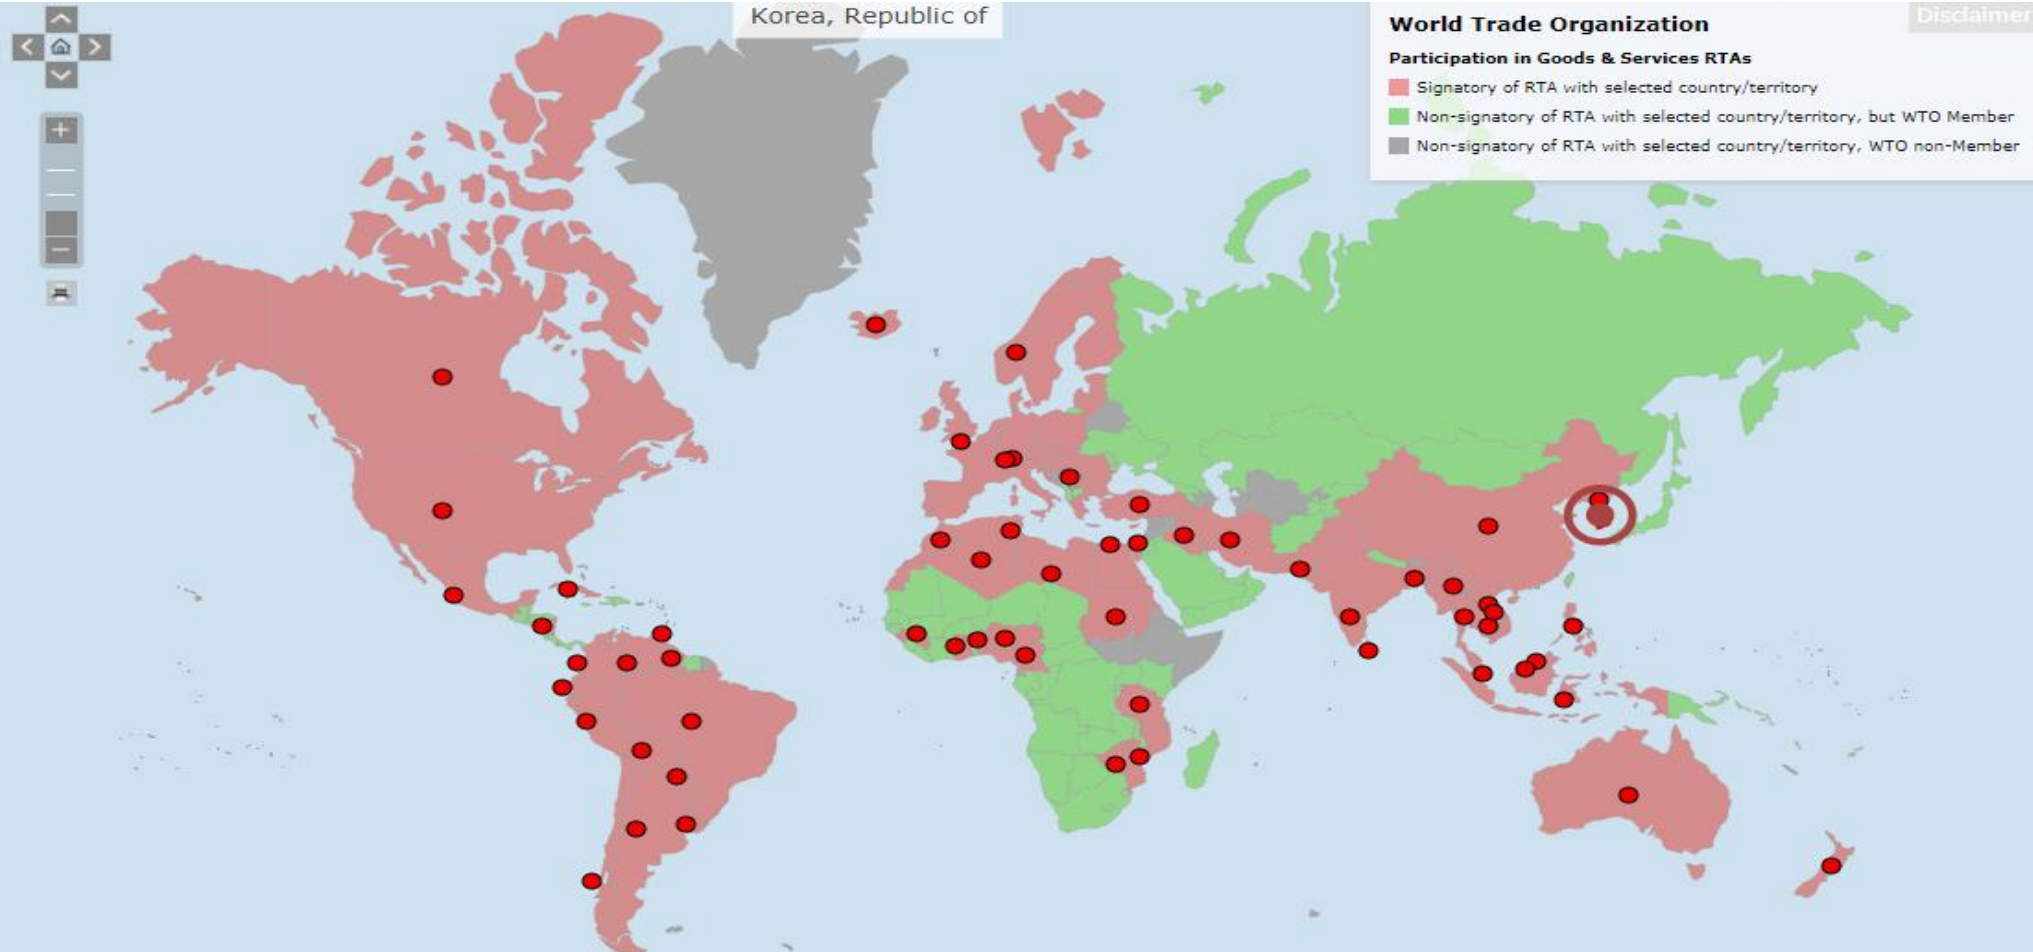 Korea, Republic of
Disclaimer
World Trade Organization
Participation in Goods & Services RTAs
Signatory of RTA with selected country/territory
Non-signatory of RTA with selected country/territory, but WTO Member
Non-signatory of RTA with selected country/territory, WTO non-Member